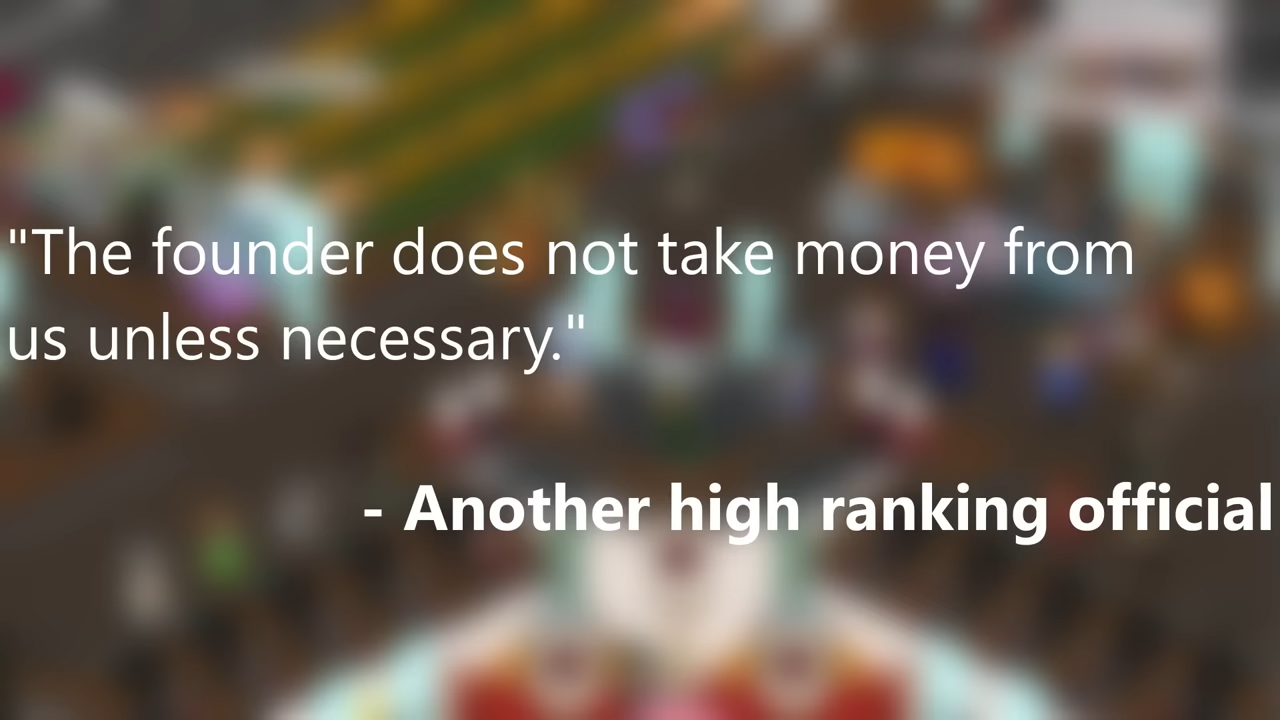 "The founder does not take money from
us unless necessary."
- Another high ranking official